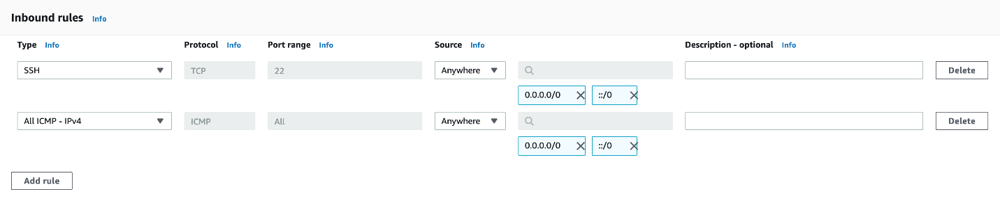 Inbound rules Info
Type Info Protocol Info Port range Info Source Info Description - optional Info
SSH TCP 22 Anywhere Delete
0.0.0.0/0 ::/0
All ICMP - IPv4 ICMP All Anywhere Delete
0.0.0.0/0 ::/0
Add rule